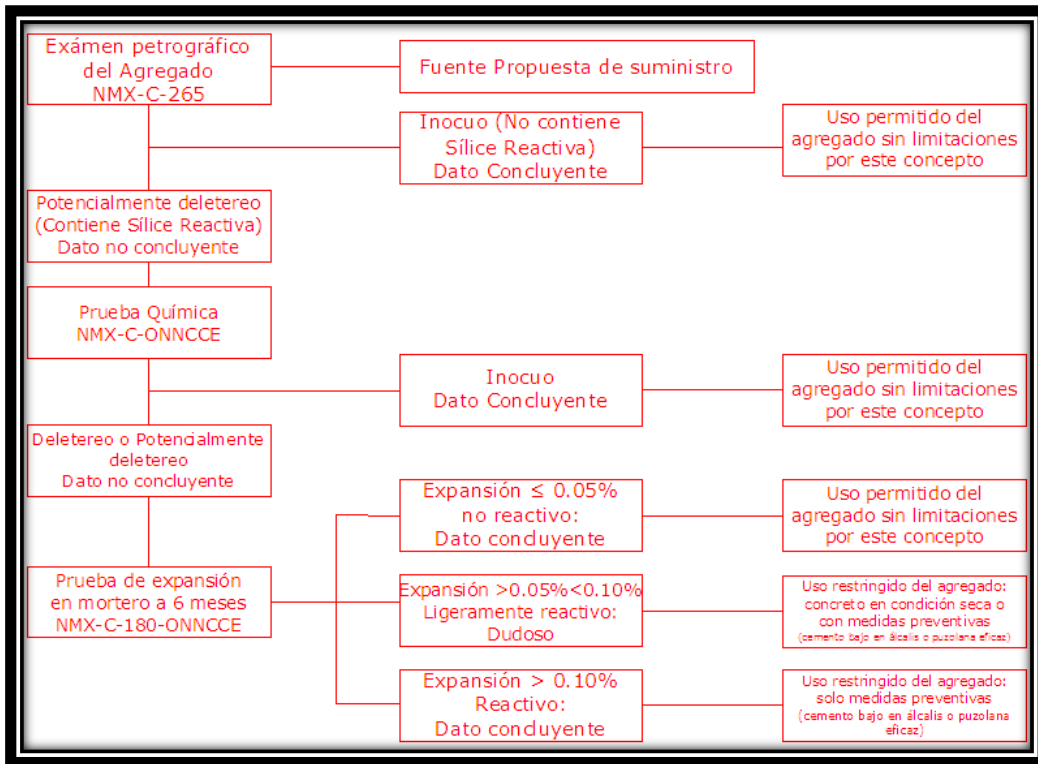 Exámen petrográfico
del Agregado
NMX-C-265
Fuente Propuesta de suministro
Inocuo (No contiene
Sílice Reactiva)
Dato Concluyente
Uso permitido del
agregado sin limitaciones
por este concepto
Potencialmente deletereo
(Contiene Sílice Reactiva)
Dato no concluyente
Prueba Química
NMX-C-ONNCCE
Inocuo
Dato Concluyente
Uso permitido del
agregado sin limitaciones
por este concepto
Deletereo o Potencialmente
deletereo
Dato no concluyente
Expansión ≤ 0.05%
no reactivo:
Dato concluyente
Uso permitido del
agregado sin limitaciones
por este concepto
Prueba de expansión
en mortero a 6 meses
NMX-C-180-ONNCCE
Expansión >0.05%<0.10%
Ligeramente reactivo:
Dudoso
Uso restringido del agregado:
concreto en condición seca o
con medidas preventivas
(cemento bajo en álcalis o puzolana eficaz)
Expansión > 0.10%
Reactivo:
Dato concluyente
Uso restringido del agregado:
solo medidas preventivas
(cemento bajo en álcalis o puzolana
eficaz)